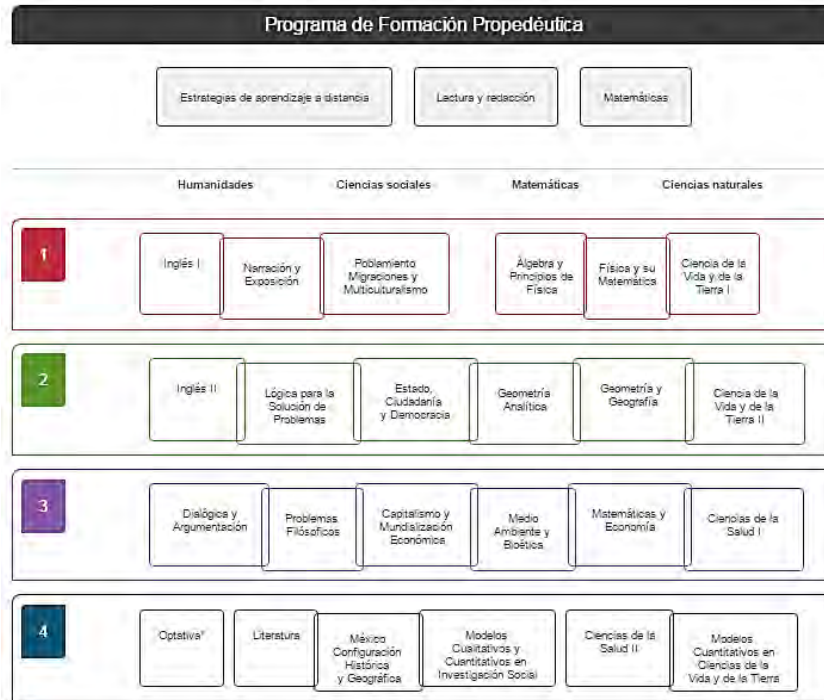 Programa de Formación Propedéutica
Estrategias de aprendizaje a distancia
Lectura y redacción
Matemáticas
Humanidades
Ciencias sociales
Matemáticas
Ciencias naturales
1
Inglés I
Narración y
Exposición
Poblamiento
Migraciones y
Multiculturalismo
Álgebra y
Principios de
Física
Física y su
Matemática
Ciencia de la
Vida y de la
Tierra I
2
Inglés II
Lógica para la
Solución de
Problemas
Estado,
Ciudadanía
y Democracia
Geometría
Analítica
Geometría y
Geografía
Ciencia de la
Vida y de la
Tierra II
3
Dialógica y
Argumentación
Problemas
Filósoficos
Capitalismo y
Mundialización
Económica
Medio
Ambiente y
Bioética
Matemáticas y
Economía
Ciencias de la
Salud I
4
Optativa*
Literatura
México
Configuración
Histórica
y Geográfica
Modelos
Cualitativos y
Cuantitativos en
Investigación Social
Ciencias de la
Salud II
Modelos
Cuantitativos en
Ciencias de la
Vida y de la Tierra